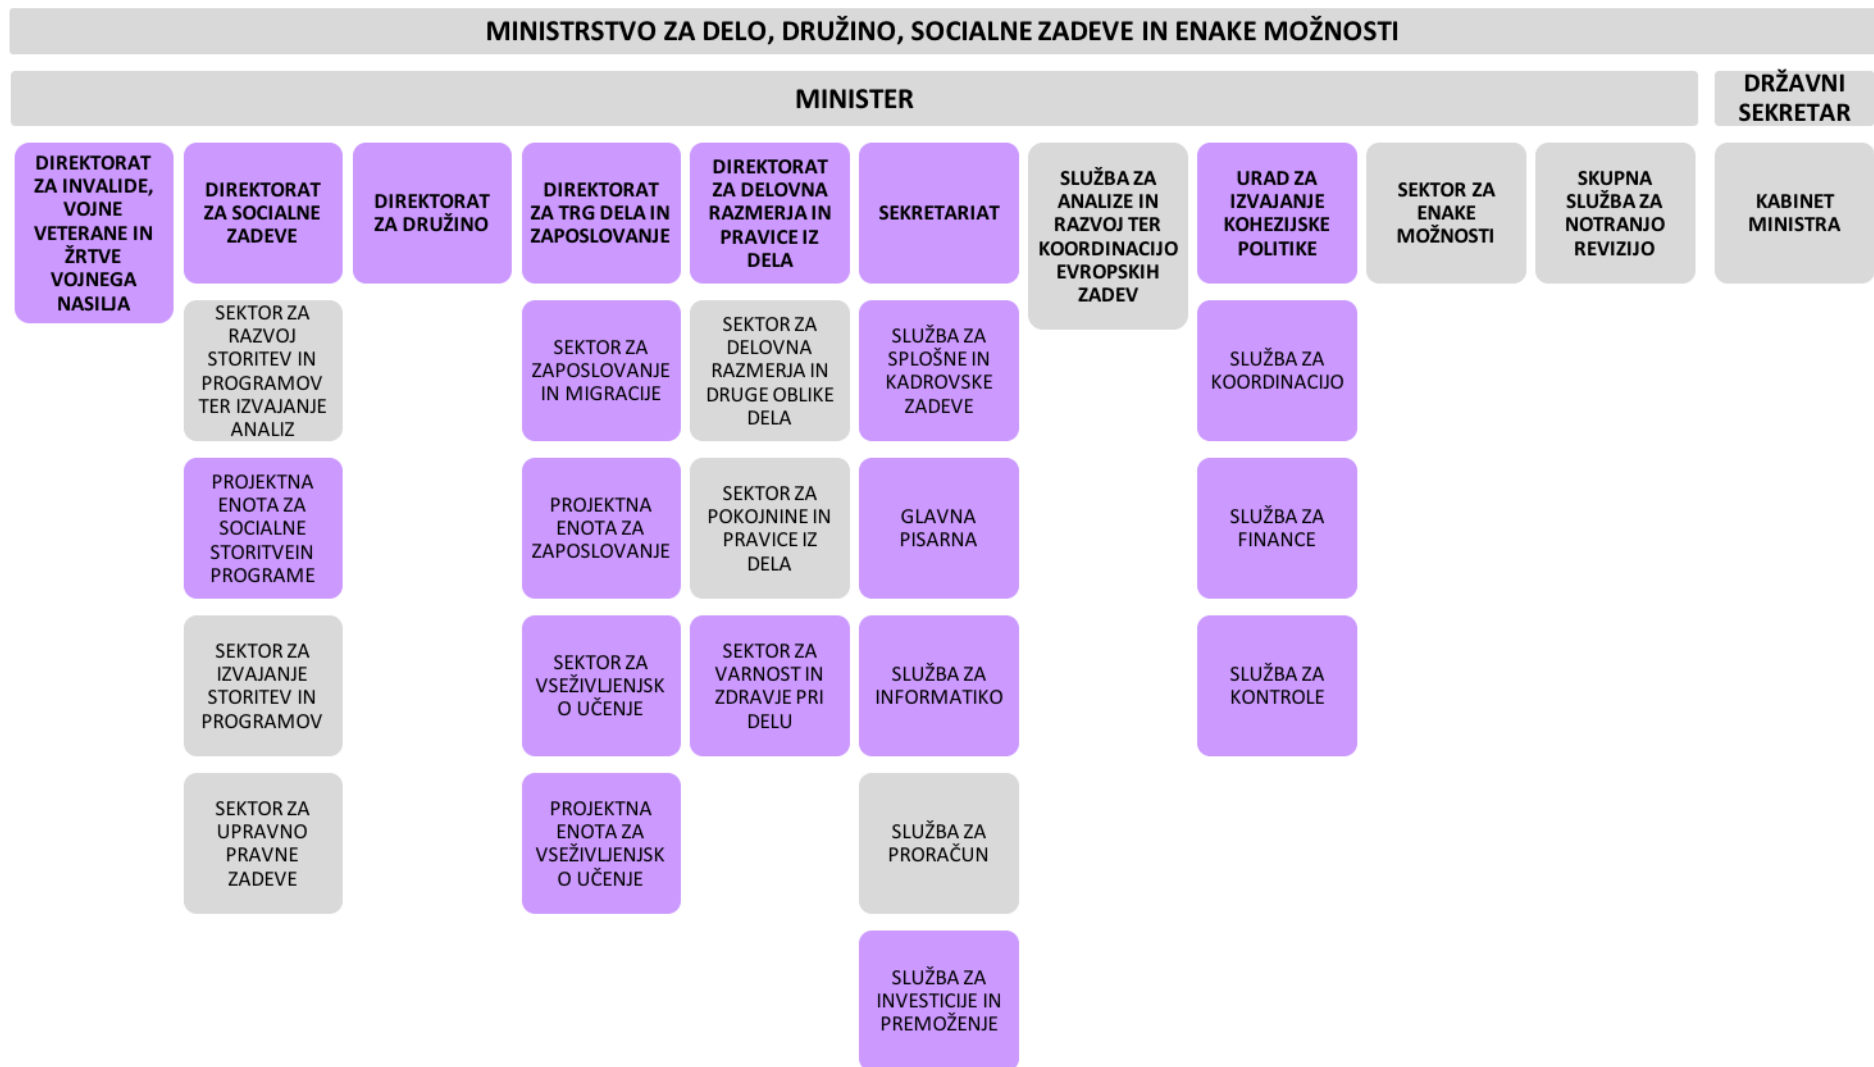 MINISTRSTVO ZA DELO, DRUŽINO, SOCIALNE ZADEVE IN ENAKE MOŽNOSTI
MINISTER
DRŽAVNI
SEKRETAR
DIREKTORAT
ZA INVALIDE,
VOJNE
VETERANE IN
ŽRTVE
VOJNEGA
NASILJA
DIREKTORAT
ZA SOCIALNE
ZADEVE
DIREKTORAT
ZA DRUŽINO
DIREKTORAT
ZA TRG DELA IN
ZAPOSLOVANJE
DIREKTORAT
ZA DELOVNA
RAZMERJA IN
PRAVICE IZ
DELA
SEKRETARIAT
SLUŽBA ZA
ANALIZE IN
RAZVOJ TER
KOORDINACIJO
EVROPSKIH
ZADEV
URAD ZA
IZVAJANJE
KOHEZIJSKE
POLITIKE
SEKTOR ZA
ENAKE
MOŽNOSTI
SKUPNA
SLUŽBA ZA
NOTRANJO
REVIZIJO
KABINET
MINISTRA
SEKTOR ZA
RAZVOJ
STORITEV IN
PROGRAMOV
TER IZVAJANJE
ANALIZ
SEKTOR ZA
ZAPOSLOVANJE
IN MIGRACIJE
SEKTOR ZA
DELOVNA
RAZMERJA IN
DRUGE OBLIKE
DELA
SLUŽBA ZA
SPLOŠNE IN
KADROVSKE
ZADEVE
SLUŽBA ZA
KOORDINACIJO
PROJEKTNA
ENOTA ZA
SOCIALNE
STORITVEIN
PROGRAME
PROJEKTNA
ENOTA ZA
ZAPOSLOVANJE
SEKTOR ZA
POKOJNINE IN
PRAVICE IZ
DELA
GLAVNA
PISARNA
SLUŽBA ZA
FINANCE
SEKTOR ZA
IZVAJANJE
STORITEV IN
PROGRAMOV
SEKTOR ZA
VSEŽIVLJENJSK
O UČENJE
SEKTOR ZA
VARNOST IN
ZDRAVJE PRI
DELU
SLUŽBA ZA
INFORMATIKO
SLUŽBA ZA
KONTROLE
SEKTOR ZA
UPRAVNO
PRAVNE
ZADEVE
PROJEKTNA
ENOTA ZA
VSEŽIVLJENJSK
O UČENJE
SLUŽBA ZA
PRORAČUN
SLUŽBA ZA
INVESTICIJE IN
PREMOŽENJE